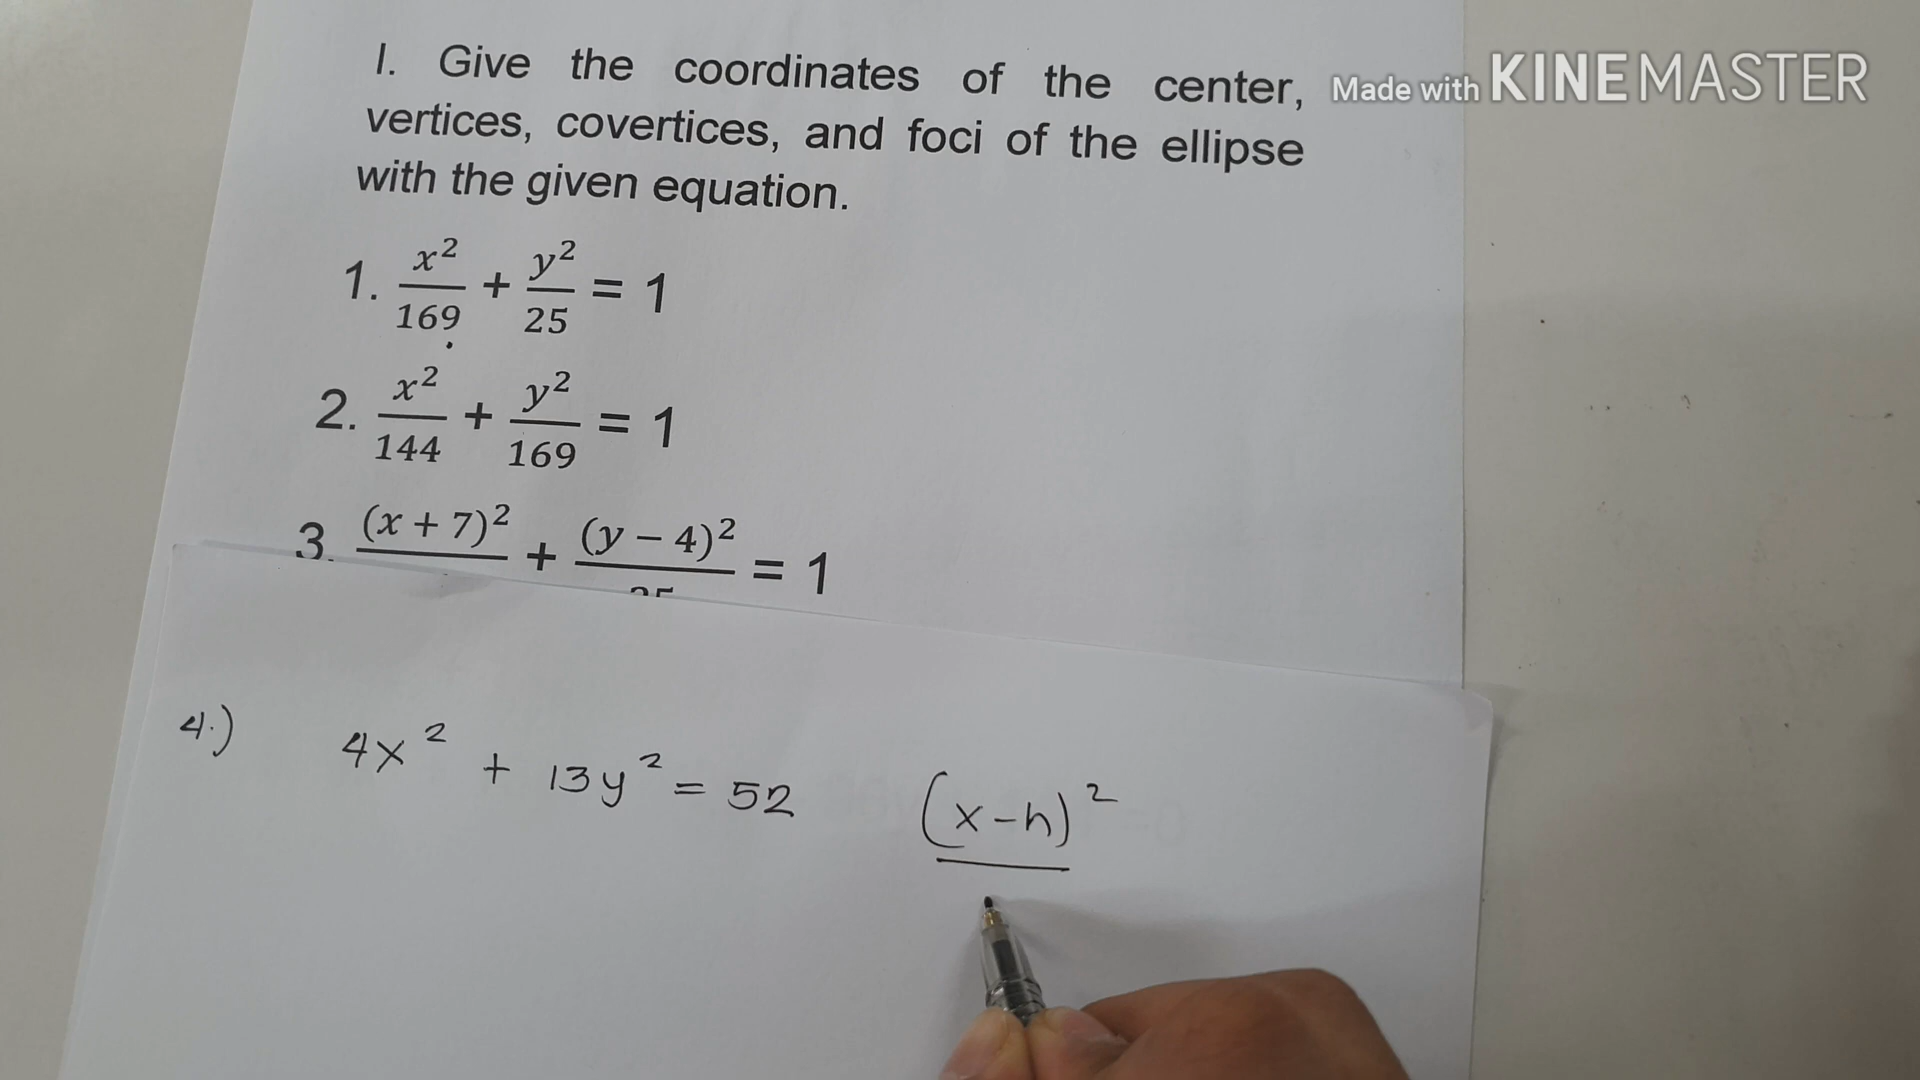 I. Give the coordinates of the center,
vertices, covertices, and foci of the ellipse
with the given equation.
Made with KINEMASTER
1. x²/169 + y²/25 = 1
2. x²/144 + y²/169 = 1
3. (x + 7)² + (y − 4)² = 1
4.) 4x² + 13y² = 52
(x-h)²